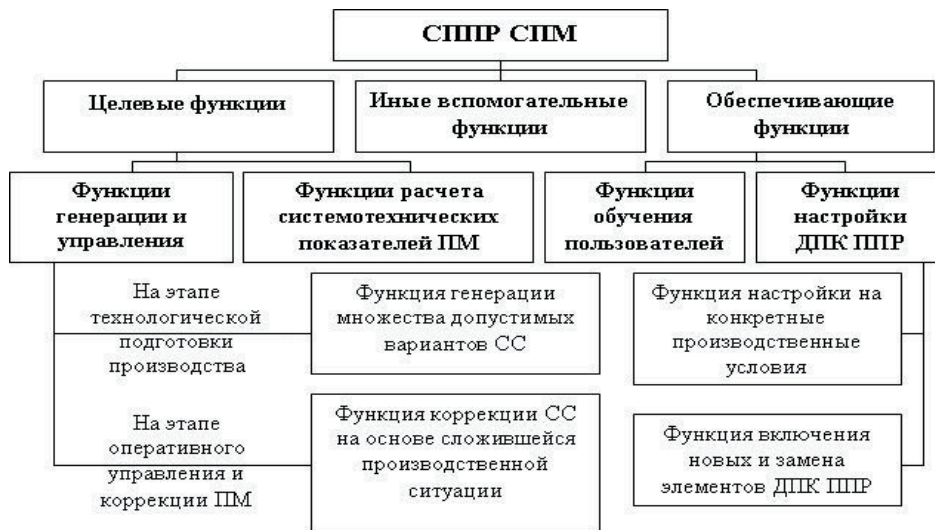 СППР СПМ
Целевые функции
Иные вспомогательные
функции
Обеспечивающие
функции
Функции
генерации и
управления
Функции расчета
системотехнических
показателей ПМ
Функции
обучения
пользователей
Функции
настройки
ДПК ППР
На этапе
технологической
подготовки
производства
Функция генерации
множества допустимых
вариантов СС
Функция настройки на
конкретные
производственные
условия
На этапе
оперативного
управления и
коррекции ПМ
Функция коррекции СС
на основе сложившейся
производственной
ситуации
Функция включения
новых и замена
элементов ДПК ППР